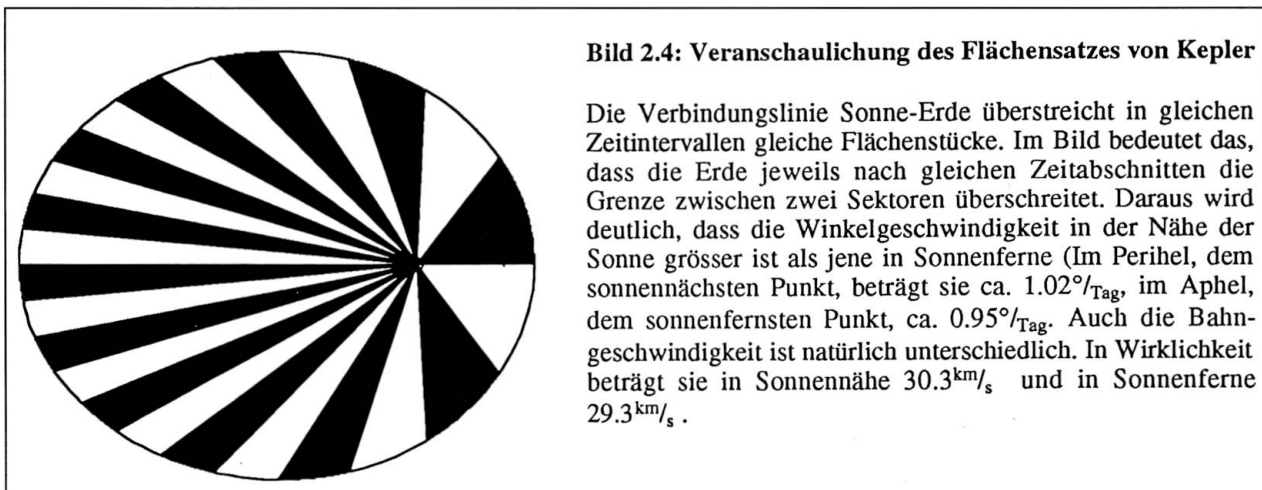 Bild 2.4: Veranschaulichung des Flächensatzes von Kepler
Die Verbindungslinie Sonne-Erde überstreicht in gleichen
Zeitintervallen gleiche Flächenstücke. Im Bild bedeutet das,
dass die Erde jeweils nach gleichen Zeitabschnitten die
Grenze zwischen zwei Sektoren überschreitet. Daraus wird
deutlich, dass die Winkelgeschwindigkeit in der Nähe der
Sonne grösser ist als jene in Sonnenferne (Im Perihel, dem
sonnennächsten Punkt, beträgt sie ca. 1.02°/Tag, im Aphel,
dem sonnenfernsten Punkt, ca. 0.95°/Tag. Auch die Bahn-
geschwindigkeit ist natürlich unterschiedlich. In Wirklichkeit
beträgt sie in Sonnennähe 30.3km/s und in Sonnenferne
29.3km/s .